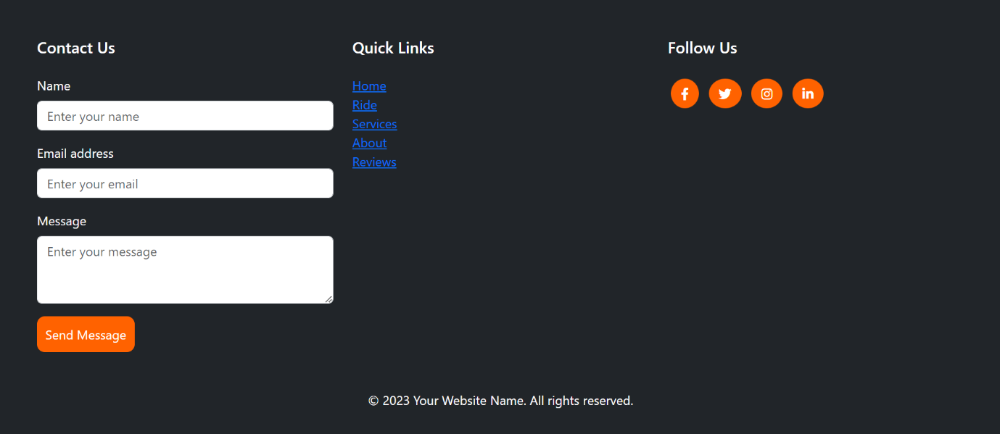 Contact Us
Name
Enter your name
Email address
Enter your email
Message
Enter your message
Send Message
Quick Links
Home
Ride
Services
About
Reviews
Follow Us
© 2023 Your Website Name. All rights reserved.